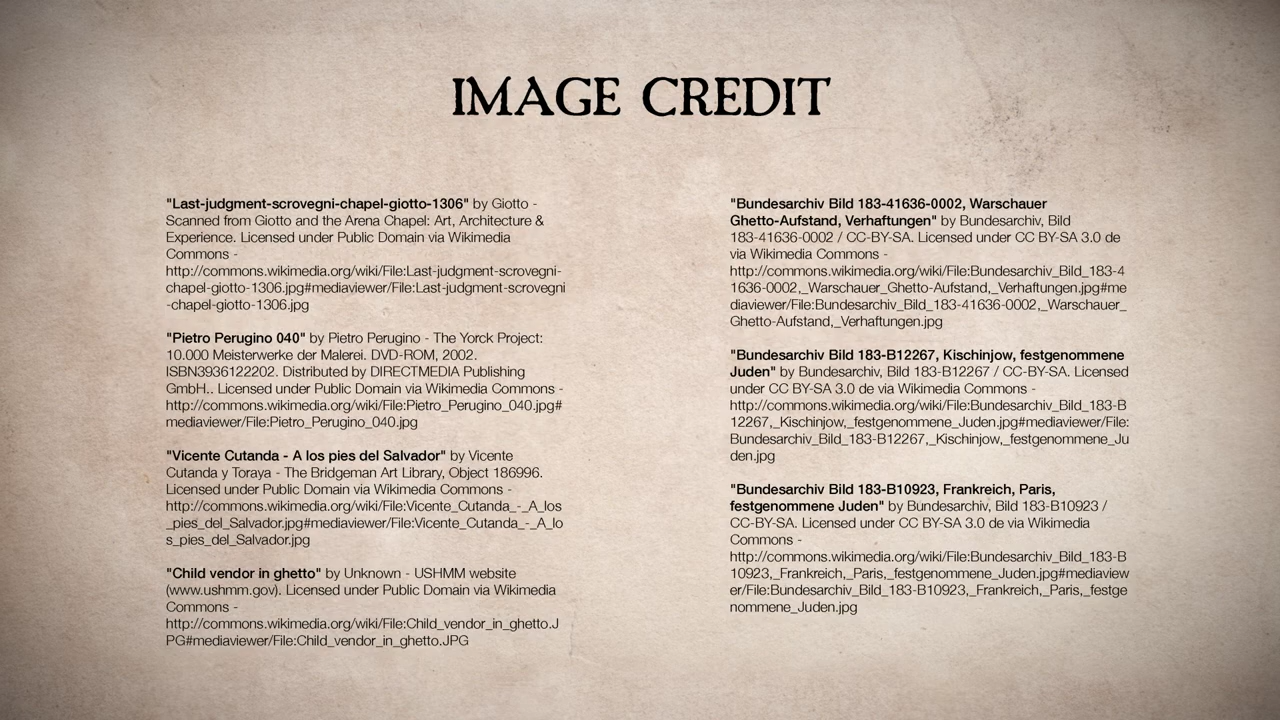 IMAGE CREDIT
"Last-judgment-scrovegni-chapel-giotto-1306" by Giotto -
Scanned from Giotto and the Arena Chapel: Art, Architecture &
Experience. Licensed under Public Domain via Wikimedia
Commons -
http://commons.wikimedia.org/wiki/File:Last-judgment-scrovegni-
chapel-giotto-1306.jpg#mediaviewer/File:Last-judgment-scrovegni
-chapel-giotto-1306.jpg
"Pietro Perugino 040" by Pietro Perugino - The Yorck Project:
10.000 Meisterwerke der Malerei. DVD-ROM, 2002.
ISBN3936122202. Distributed by DIRECTMEDIA Publishing
GmbH.. Licensed under Public Domain via Wikimedia Commons -
http://commons.wikimedia.org/wiki/File:Pietro_Perugino_040.jpg#
mediaviewer/File:Pietro_Perugino_040.jpg
"Vicente Cutanda - A los pies del Salvador" by Vicente
Cutanda y Toraya - The Bridgeman Art Library, Object 186996.
Licensed under Public Domain via Wikimedia Commons -
http://commons.wikimedia.org/wiki/File:Vicente_Cutanda_-_A_los
_pies_del_Salvador.jpg#mediaviewer/File:Vicente_Cutanda_-_A_lo
s_pies_del_Salvador.jpg
"Child vendor in ghetto" by Unknown - USHMM website
(www.ushmm.gov). Licensed under Public Domain via Wikimedia
Commons -
http://commons.wikimedia.org/wiki/File:Child_vendor_in_ghetto.J
PG#mediaviewer/File:Child_vendor_in_ghetto.JPG
"Bundesarchiv Bild 183-41636-0002, Warschauer
Ghetto-Aufstand, Verhaftungen" by Bundesarchiv, Bild
183-41636-0002 / CC-BY-SA. Licensed under CC BY-SA 3.0 de
via Wikimedia Commons -
http://commons.wikimedia.org/wiki/File:Bundesarchiv_Bild_183-4
1636-0002,_Warschauer_Ghetto-Aufstand,_Verhaftungen.jpg#me
diaviewer/File:Bundesarchiv_Bild_183-41636-0002,_Warschauer_
Ghetto-Aufstand,_Verhaftungen.jpg
"Bundesarchiv Bild 183-B12267, Kischinjow, festgenommene
Juden" by Bundesarchiv, Bild 183-B12267 / CC-BY-SA. Licensed
under CC BY-SA 3.0 de via Wikimedia Commons -
http://commons.wikimedia.org/wiki/File:Bundesarchiv_Bild_183-B
12267,_Kischinjow,_festgenommene_Juden.jpg#mediaviewer/File:
Bundesarchiv_Bild_183-B12267,_Kischinjow,_festgenommene_Ju
den.jpg
"Bundesarchiv Bild 183-B10923, Frankreich, Paris,
festgenommene Juden" by Bundesarchiv, Bild 183-B10923 /
CC-BY-SA. Licensed under CC BY-SA 3.0 de via Wikimedia
Commons -
http://commons.wikimedia.org/wiki/File:Bundesarchiv_Bild_183-B
10923,_Frankreich,_Paris,_festgenommene_Juden.jpg#mediaview
er/File:Bundesarchiv_Bild_183-B10923,_Frankreich,_Paris,_festge
nommene_Juden.jpg